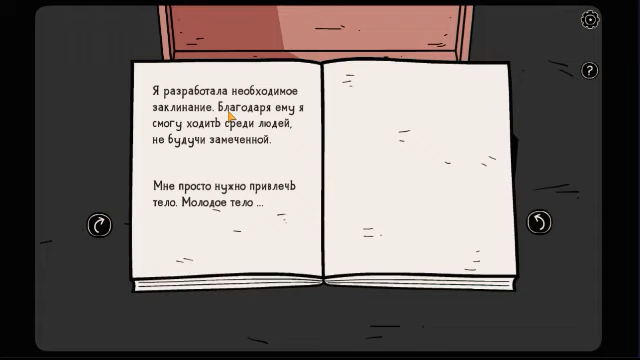 Я разработала необходимое
заклинание. Благодаря ему я
смогу ходить среди людей,
не будучи замеченной.
Мне просто нужно привлечь
тело. Молодое тело ...
?